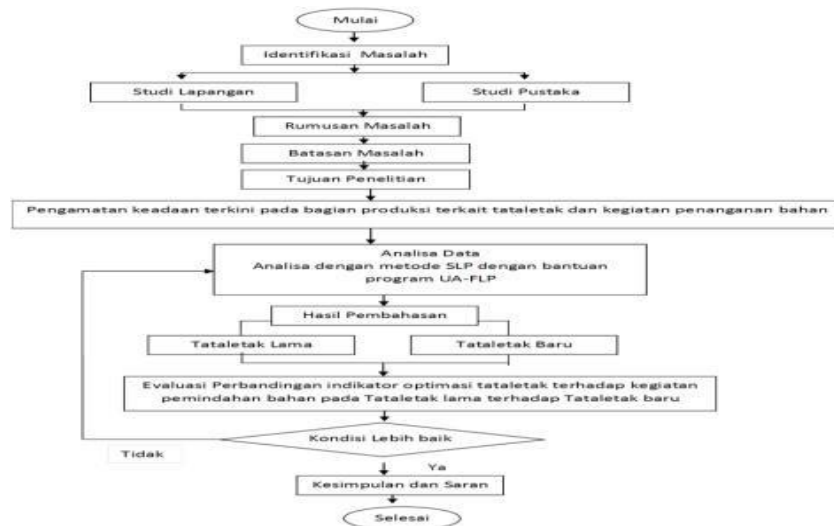 Mulai
Identifikasi Masalah
Studi Lapangan
Studi Pustaka
Rumusan Masalah
Batasan Masalah
Tujuan Penelitian
Pengamatan keadaan terkini pada bagian produksi terkait tataletak dan kegiatan penanganan bahan
Analisa Data
Analisa dengan metode SLP dengan bantuan
program UA-FLP
Hasil Pembahasan
Tataletak Lama
Tataletak Baru
Evaluasi Perbandingan indikator optimasi tataletak terhadap kegiatan
pemindahan bahan pada Tataletak lama terhadap Tataletak baru
Kondisi Lebih baik
Tidak
Ya
Kesimpulan dan Saran
Selesai